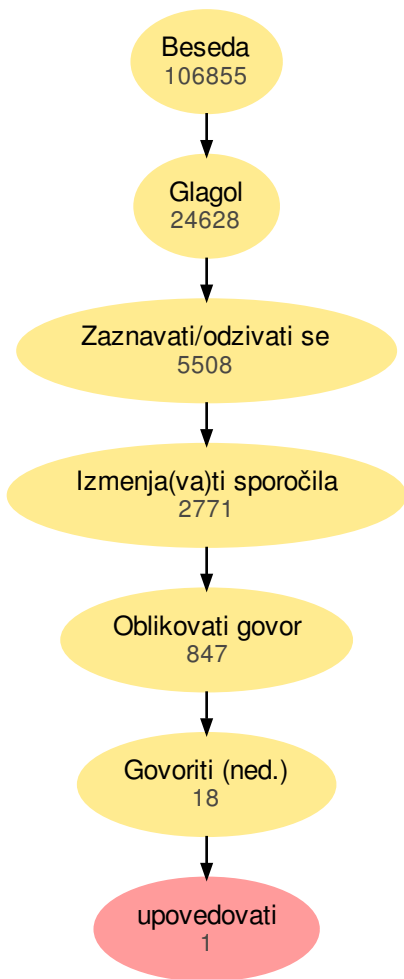 Beseda
106855
Glagol
24628
Zaznavati/odzivati se
5508
Izmenja(va)ti sporočila
2771
Oblikovati govor
847
Govoriti (ned.)
18
upovedovati
1